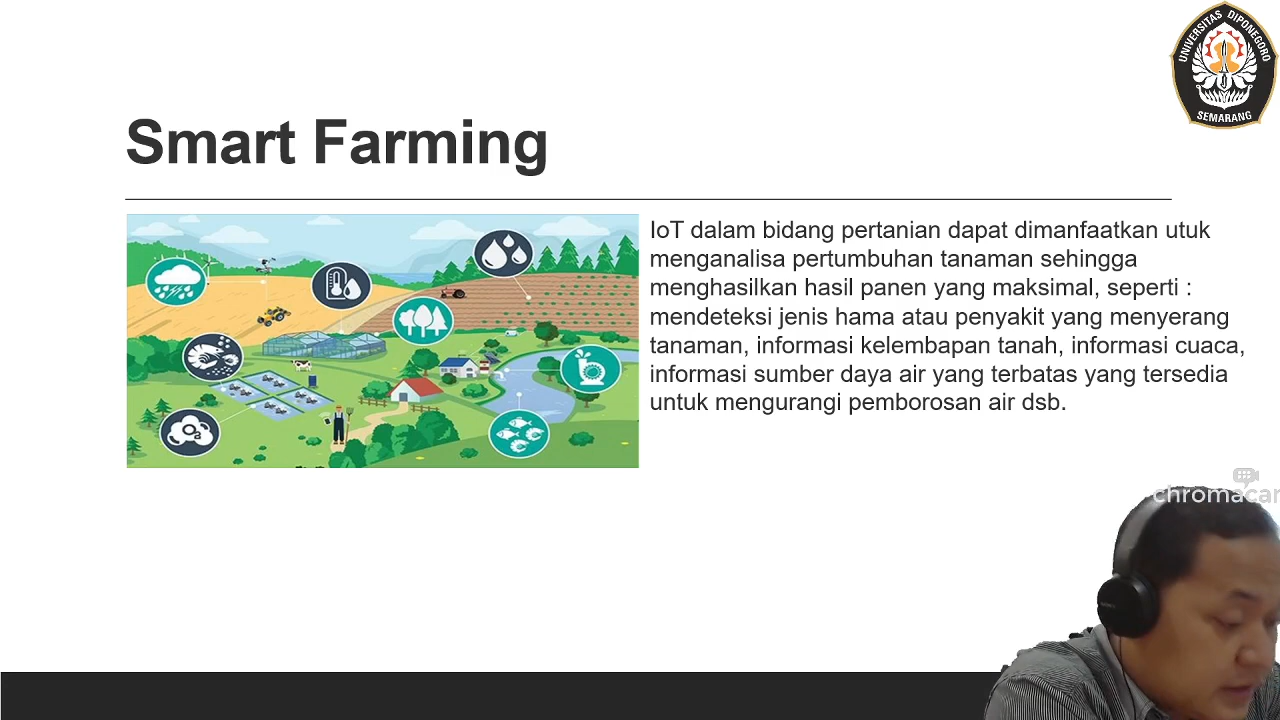 UNIVERSITAS DIPONEGORO
SEMARANG
Smart Farming
IoT dalam bidang pertanian dapat dimanfaatkan utuk
menganalisa pertumbuhan tanaman sehingga
menghasilkan hasil panen yang maksimal, seperti :
mendeteksi jenis hama atau penyakit yang menyerang
tanaman, informasi kelembapan tanah, informasi cuaca,
informasi sumber daya air yang terbatas yang tersedia
untuk mengurangi pemborosan air dsb.
O2
chromacam